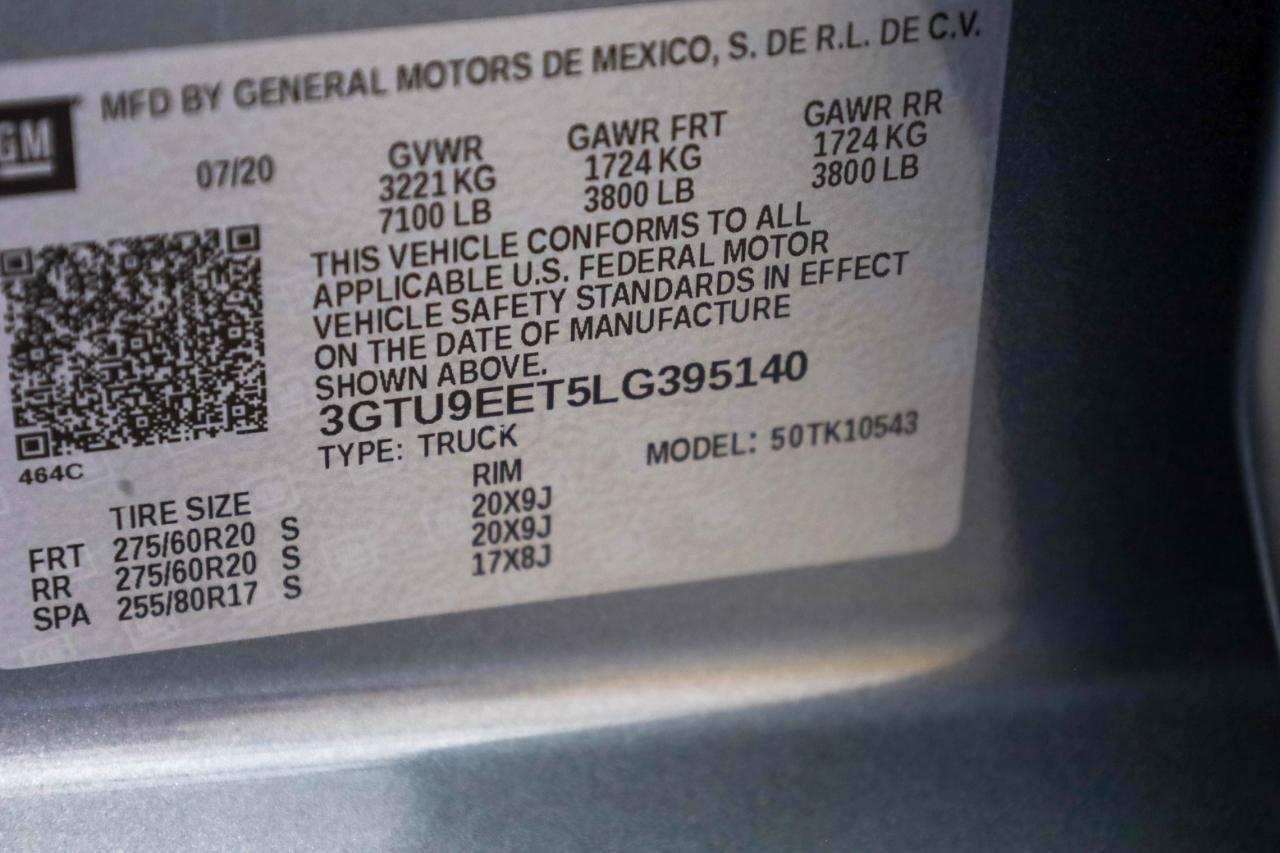 MFD BY GENERAL MOTORS DE MEXICO, S. DE R.L. DE C.V.
GM
07/20 GVWR GAWR FRT GAWR RR
3221 KG 1724 KG 1724 KG
7100 LB 3800 LB 3800 LB
THIS VEHICLE CONFORMS TO ALL
APPLICABLE U.S. FEDERAL MOTOR
VEHICLE SAFETY STANDARDS IN EFFECT
ON THE DATE OF MANUFACTURE
SHOWN ABOVE.
3GTU9EET5LG395140
TYPE: TRUCK MODEL: 50TK10543
464C
TIRE SIZE RIM
FRT 275/60R20 S 20X9J
RR 275/60R20 S 20X9J
SPA 255/80R17 S 17X8J